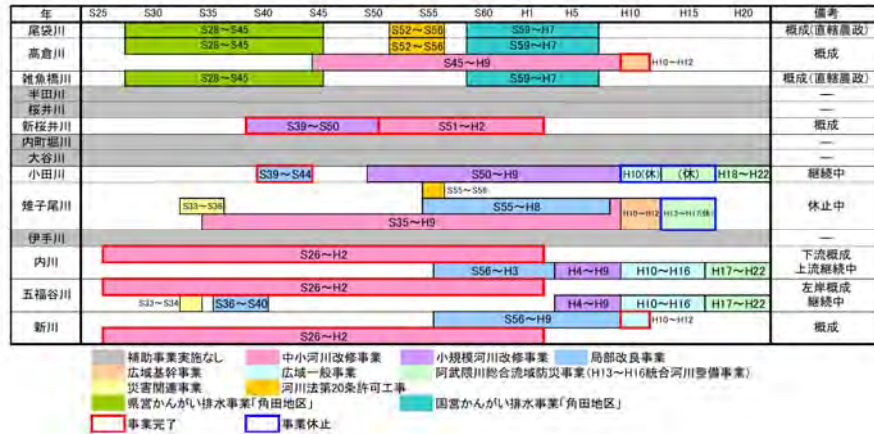 年 S25 S30 S35 S40 S45 S50 S55 S60 H1 H5 H10 H15 H20 備考
尾袋川 S28～S45 S52～S56 S59～H7 概成(直轄農政)
高倉川 S28～S45 S52～S56 S59～H7 概成
S45～H9 H10～H12
雑魚橋川 S28～S45 S59～H7 概成(直轄農政)
半田川 ―
桜井川 ―
新桜井川 S39～S50 S51～H2 概成
内町堀川 ―
大谷川 ―
小田川 S39～S44 S50～H9 H10(休) (休) H18～H22 継続中
雉子尾川 S55～S56 休止中
S33～S36 S55～H8
S35～H9 H10～H12 H13～H17(休)
伊手川 ―
内川 S26～H2 下流概成
S56～H3 H4～H9 H10～H16 H17～H22 上流継続中
五福谷川 S26～H2 左岸概成
S33～S34 S36～S40 H4～H9 H10～H16 H17～H22 継続中
新川 S56～H9 H10～H12 概成
S26～H2
補助事業実施なし 中小河川改修事業 小規模河川改修事業 局部改良事業
広域基幹事業 広域一般事業 阿武隈川総合流域防災事業(H13～H16統合河川整備事業)
災害関連事業 河川法第20条許可工事
県営かんがい排水事業「角田地区」 国営かんがい排水事業「角田地区」
事業完了 事業休止